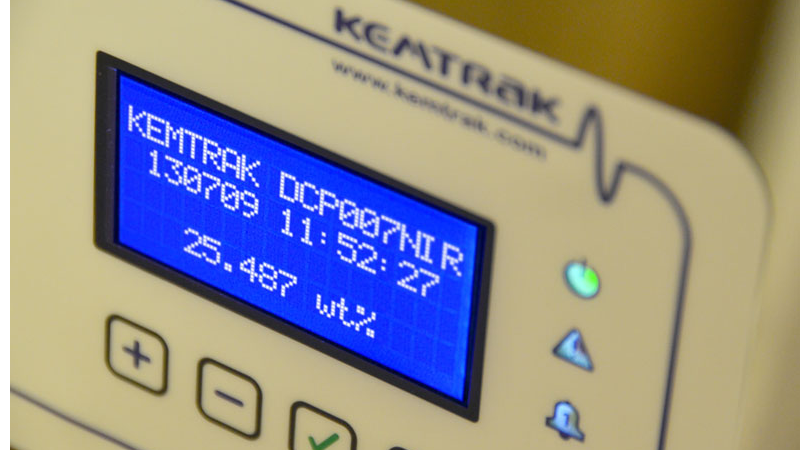 KEMTRAK
www.kemtrak.com
KEMTRAK DCP007NIR
130709 11:52:27
25.487 wt%